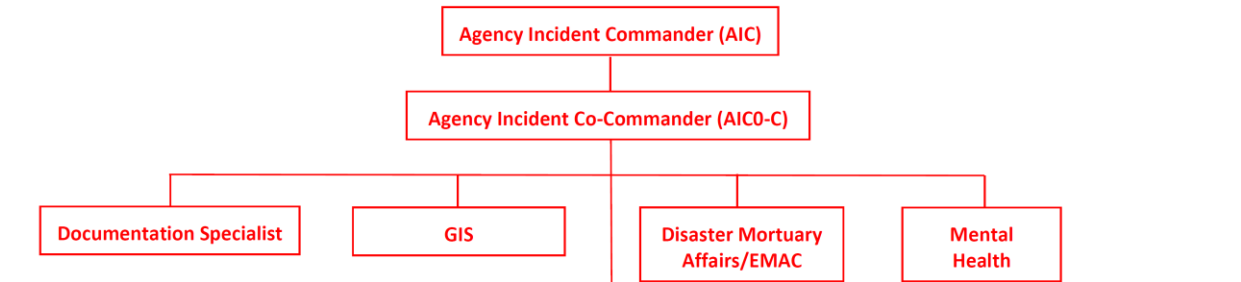 Agency Incident Commander (AIC)
Agency Incident Co-Commander (AIC0-C)
Documentation Specialist
GIS
Disaster Mortuary
Affairs/EMAC
Mental
Health